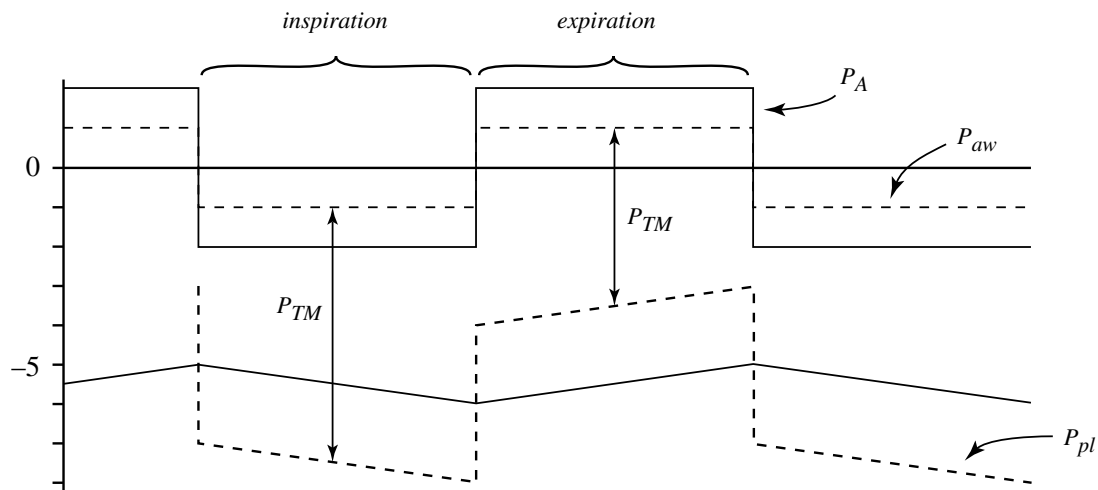 inspiration
expiration
P_A
P_aw
0
P_TM
P_TM
–5
P_pl